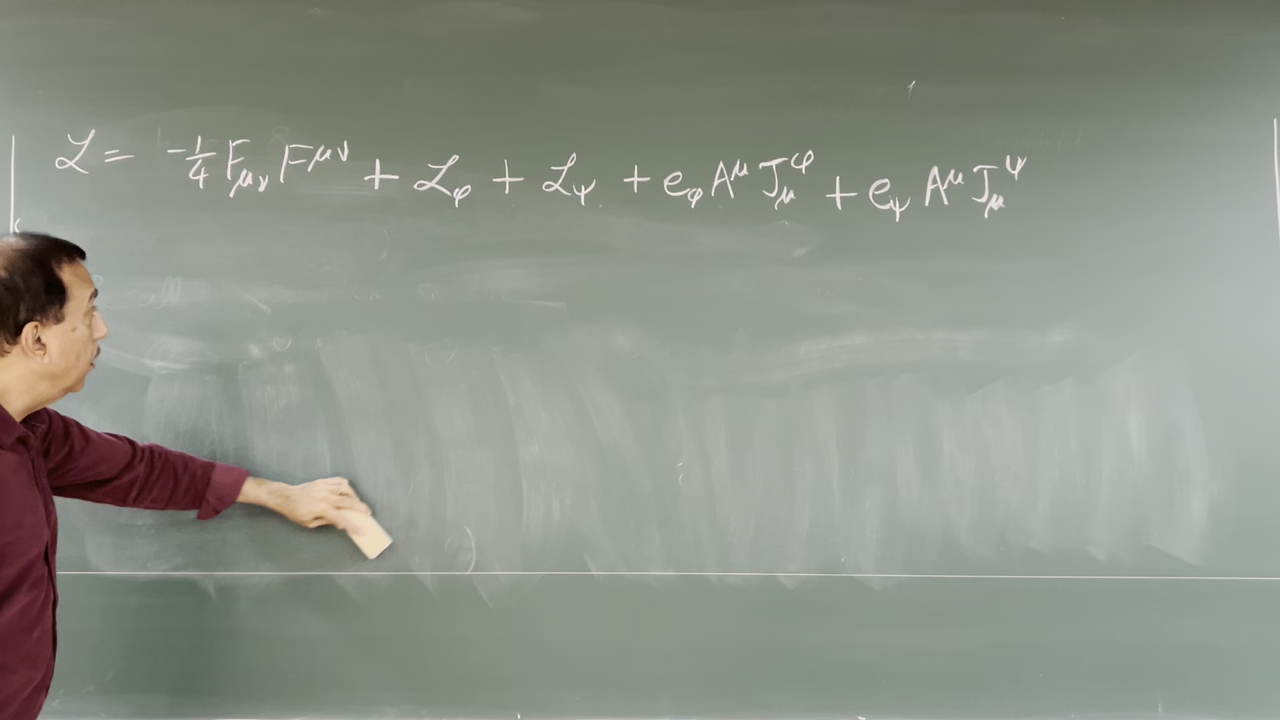 ℒ = -1/4 F_μν F^μν + ℒ_φ + ℒ_ψ + e_φ A^μ J_μ^φ + e_ψ A^μ J_μ^ψ